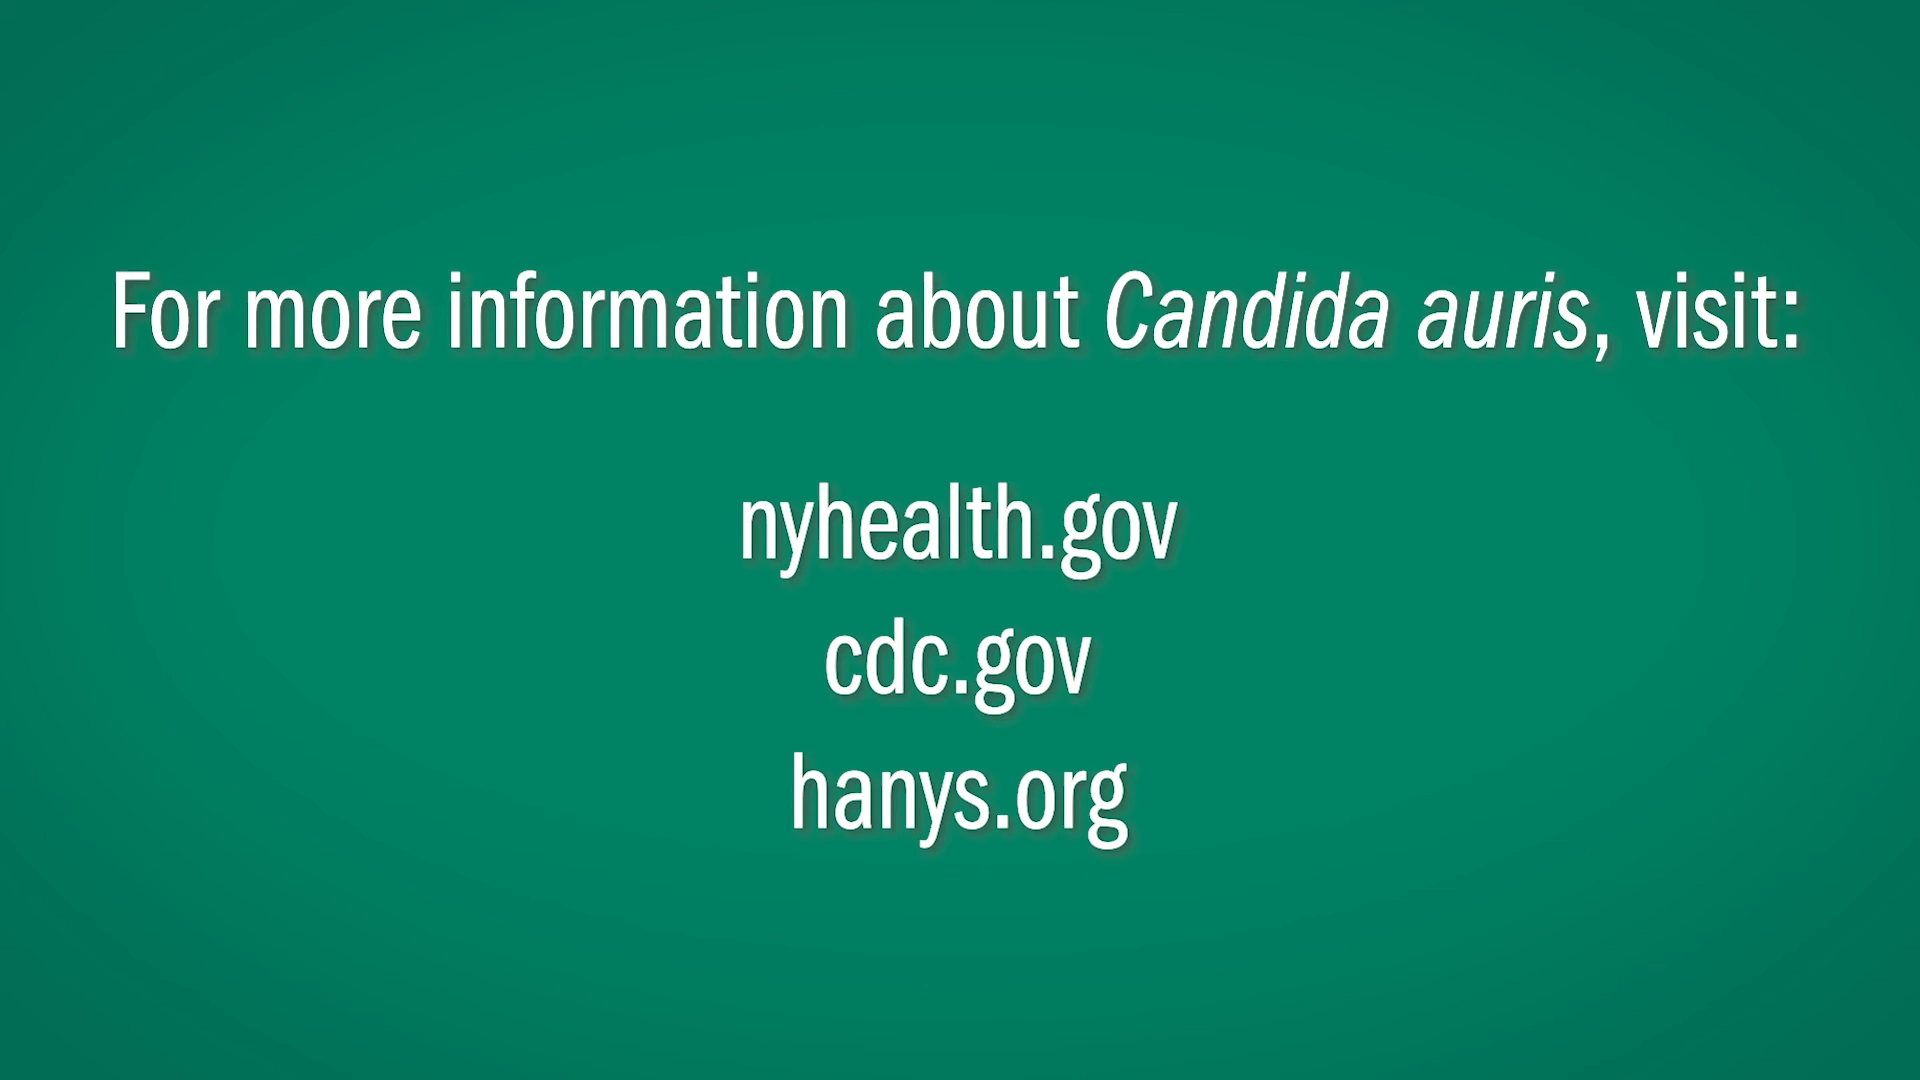 For more information about Candida auris, visit:
nyhealth.gov
cdc.gov
hanys.org